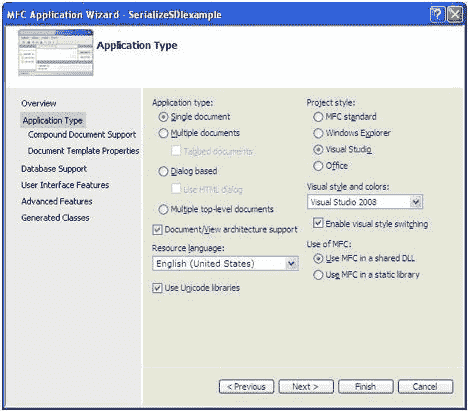 MFC Application Wizard - SerializeSDIexample
Application Type
Overview
Application Type
Compound Document Support
Document Template Properties
Database Support
User Interface Features
Advanced Features
Generated Classes
Application type:
Single document
Multiple documents
Tabbed documents
Dialog based
Use HTML dialog
Multiple top-level documents
Document/View architecture support
Resource language:
English (United States)
Use Unicode libraries
Project style:
MFC standard
Windows Explorer
Visual Studio
Office
Visual style and colors:
Visual Studio 2008
Enable visual style switching
Use of MFC:
Use MFC in a shared DLL
Use MFC in a static library
< Previous
Next >
Finish
Cancel